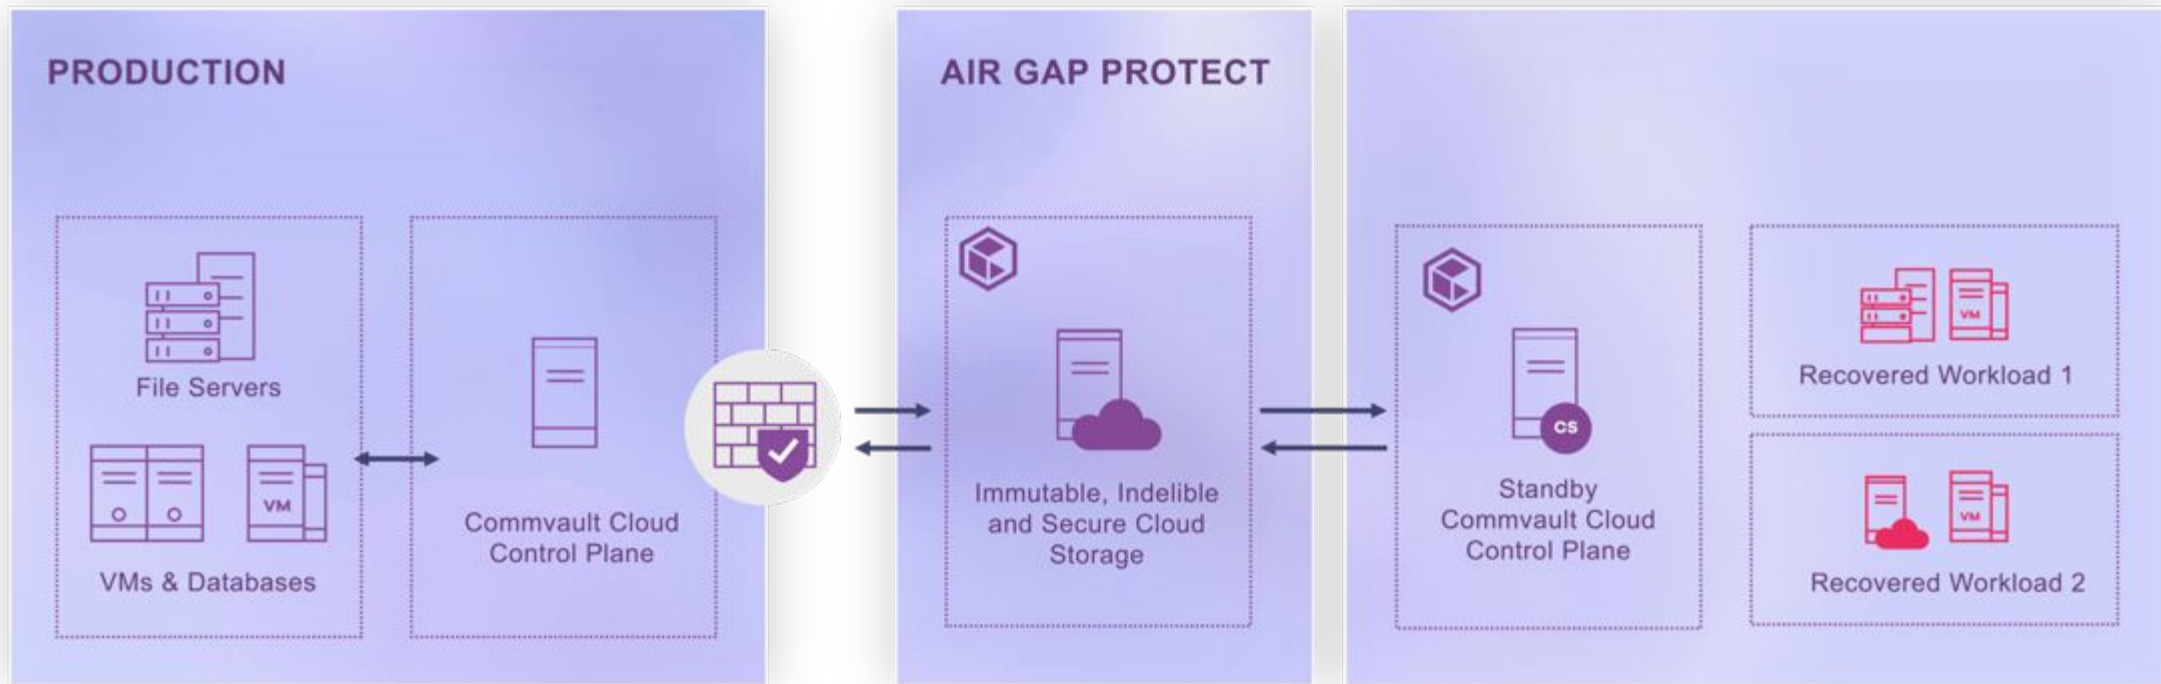 PRODUCTION
File Servers
VM
VMs & Databases
Commvault Cloud
Control Plane
AIR GAP PROTECT
Immutable, Indelible
and Secure Cloud
Storage
CS
Standby
Commvault Cloud
Control Plane
VM
Recovered Workload 1
VM
Recovered Workload 2